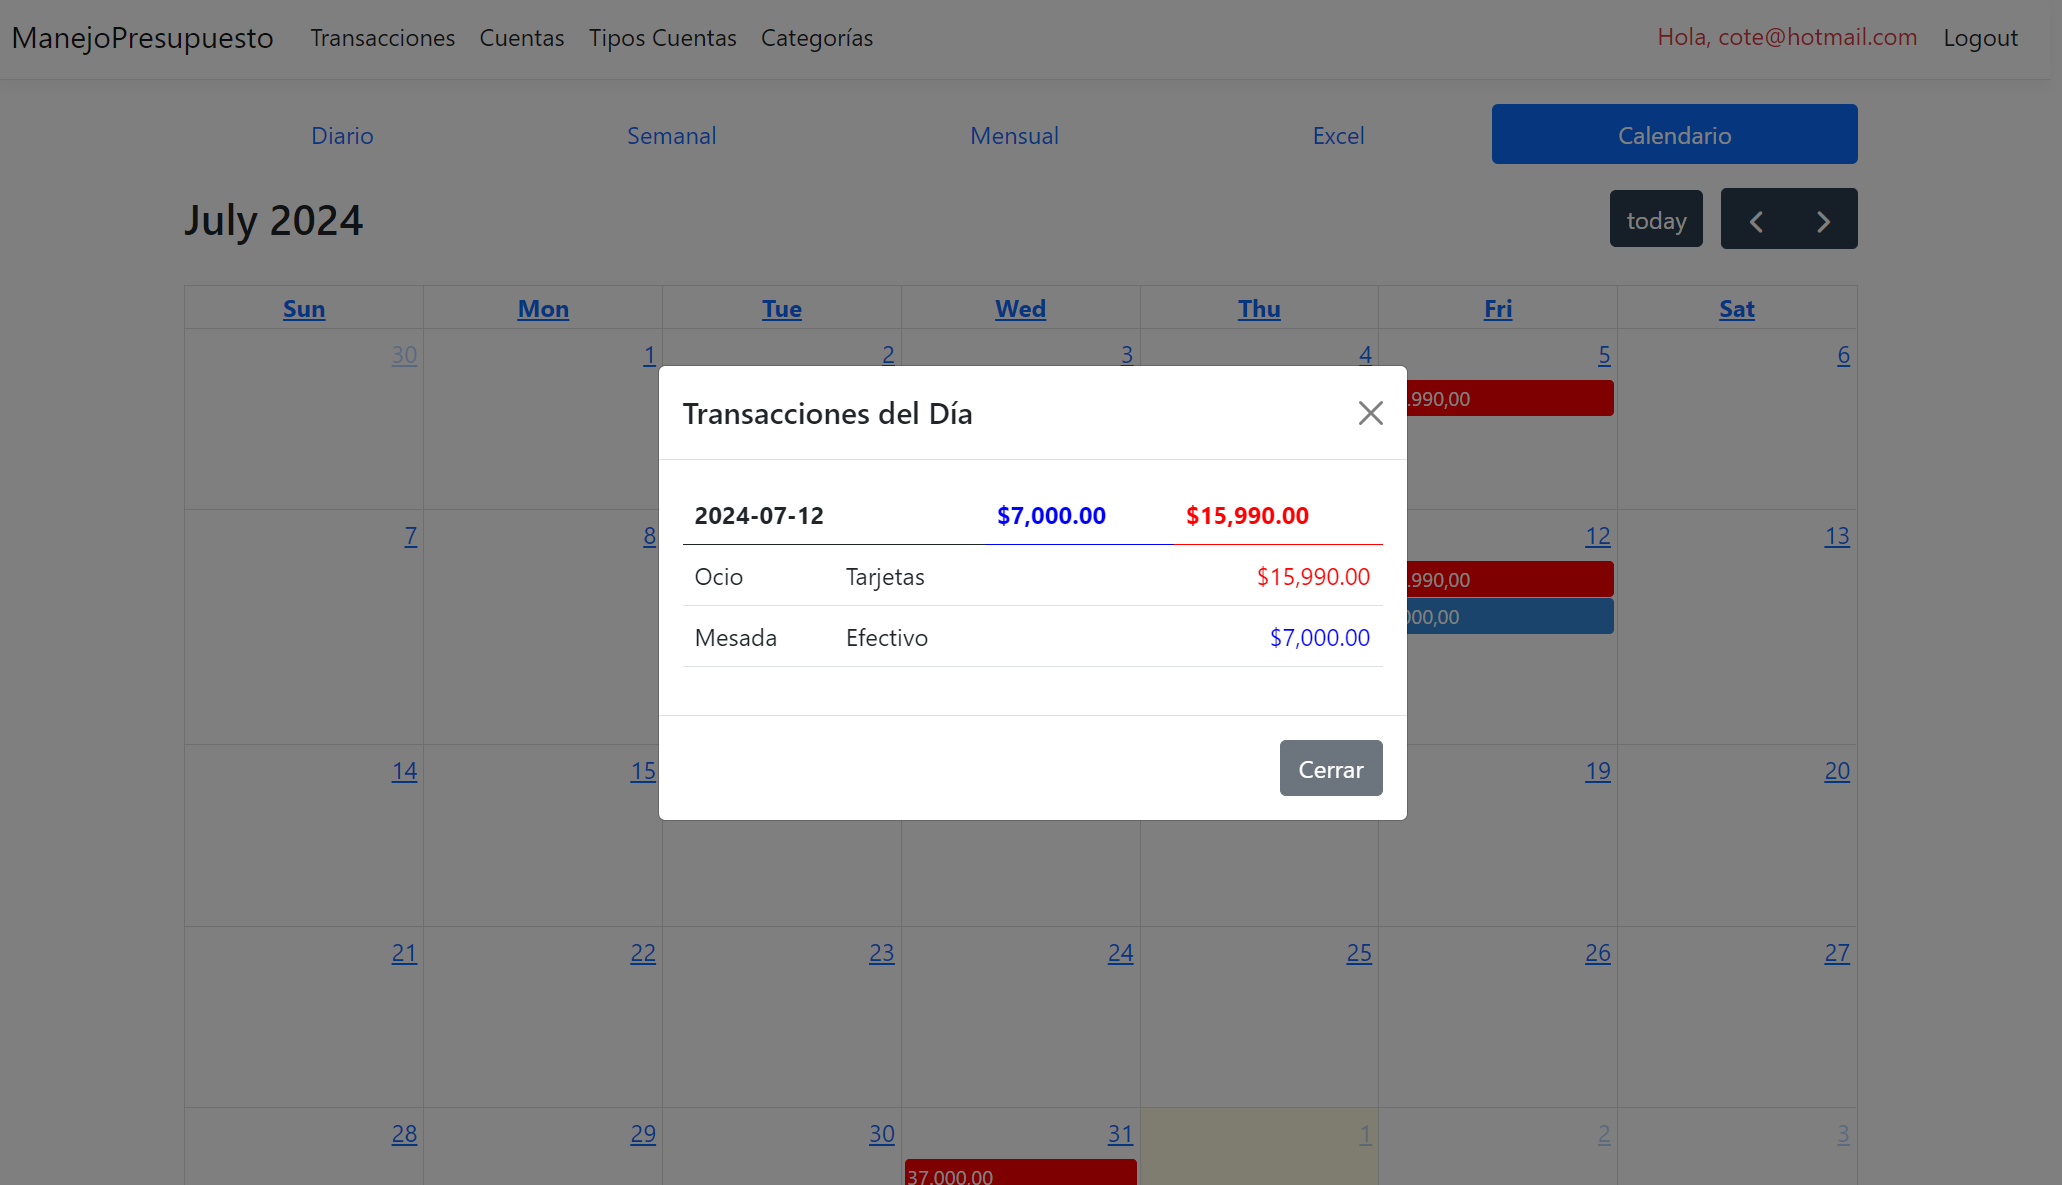 ManejoPresupuesto Transacciones Cuentas Tipos Cuentas Categorías Hola, cote@hotmail.com Logout
Diario Semanal Mensual Excel Calendario
July 2024 today
Sun Mon Tue Wed Thu Fri Sat
30 1 2 3 4 5 6
.990,00
Transacciones del Día
2024-07-12 $7,000.00 $15,990.00
Ocio Tarjetas $15,990.00
Mesada Efectivo $7,000.00
Cerrar
7 8 12 13
.990,00
000,00
14 15 19 20
21 22 23 24 25 26 27
28 29 30 31 1 2 3
37.000,00